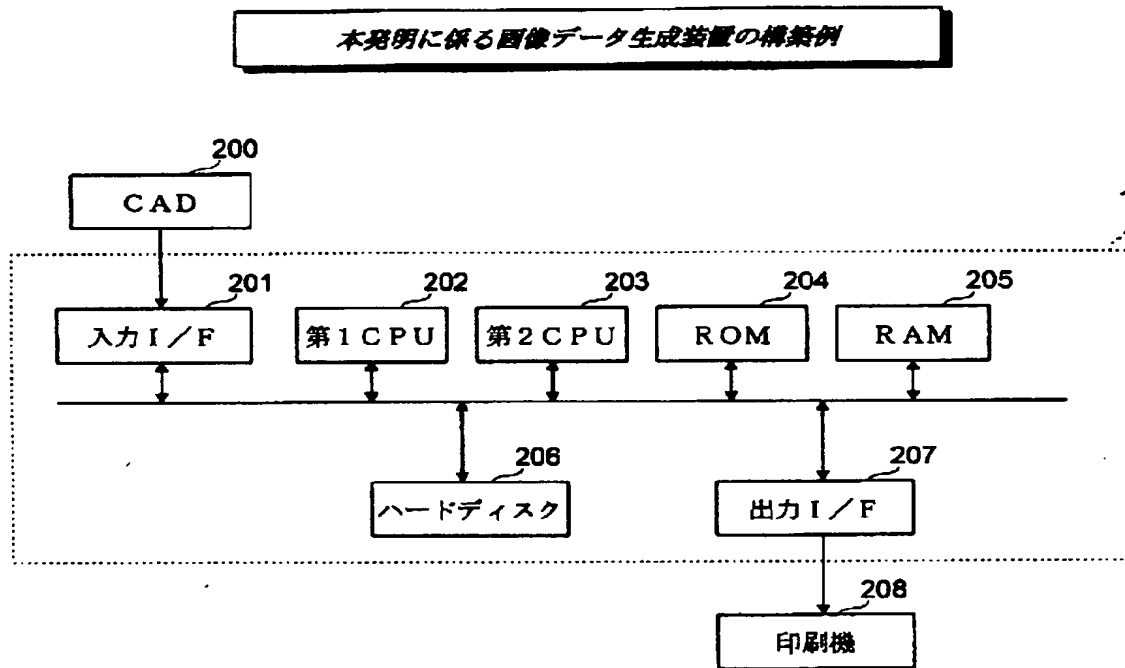 本発明に係る画像データ生成装置の構築例
200
CAD
201
202
203
204
205
入力I/F
第1CPU
第2CPU
ROM
RAM
206
207
ハードディスク
出力I/F
208
印刷機